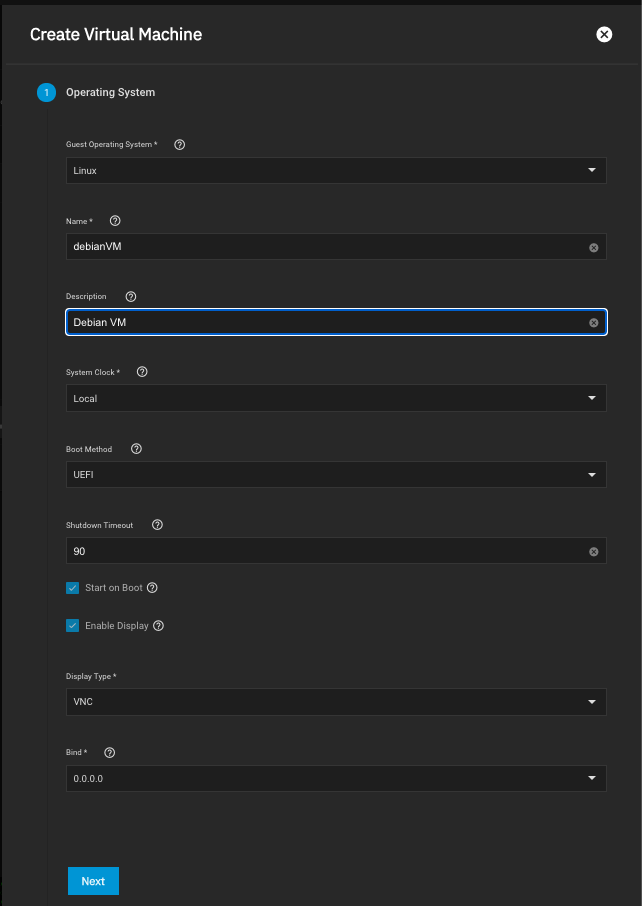 Create Virtual Machine
1 Operating System
Guest Operating System *
Linux
Name *
debianVM
Description
Debian VM
System Clock *
Local
Boot Method
UEFI
Shutdown Timeout
90
Start on Boot
Enable Display
Display Type *
VNC
Bind *
0.0.0.0
Next